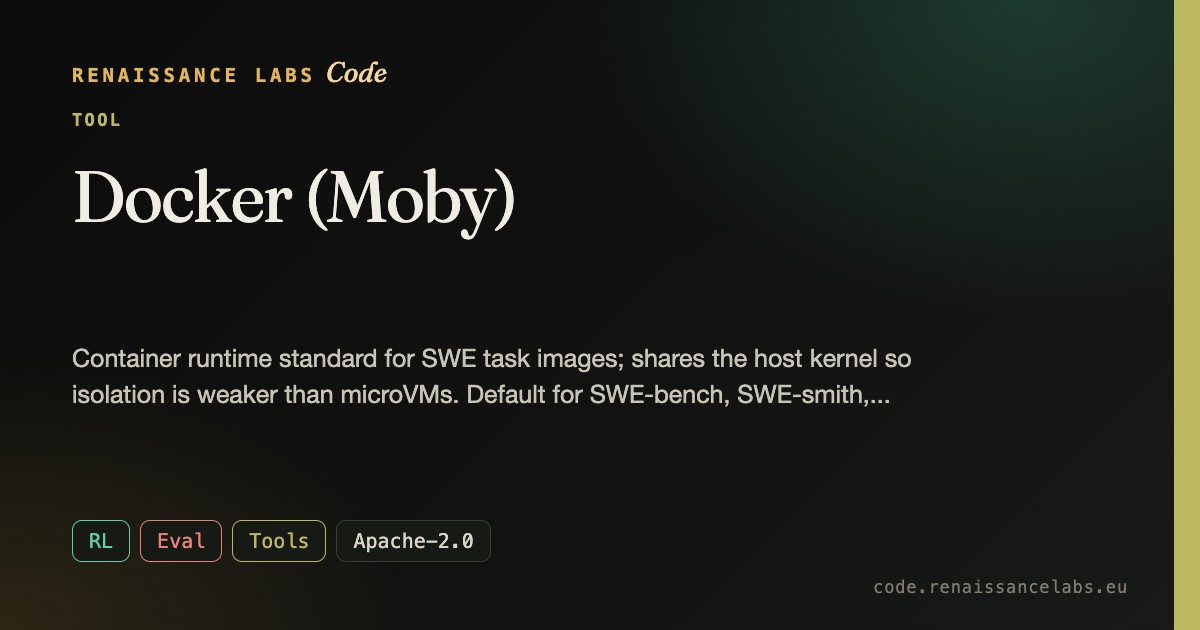 RENAISSANCE LABS Code
TOOL
Docker (Moby)
Container runtime standard for SWE task images; shares the host kernel so
isolation is weaker than microVMs. Default for SWE-bench, SWE-smith,...
RL Eval Tools Apache-2.0
code.renaissancelabs.eu